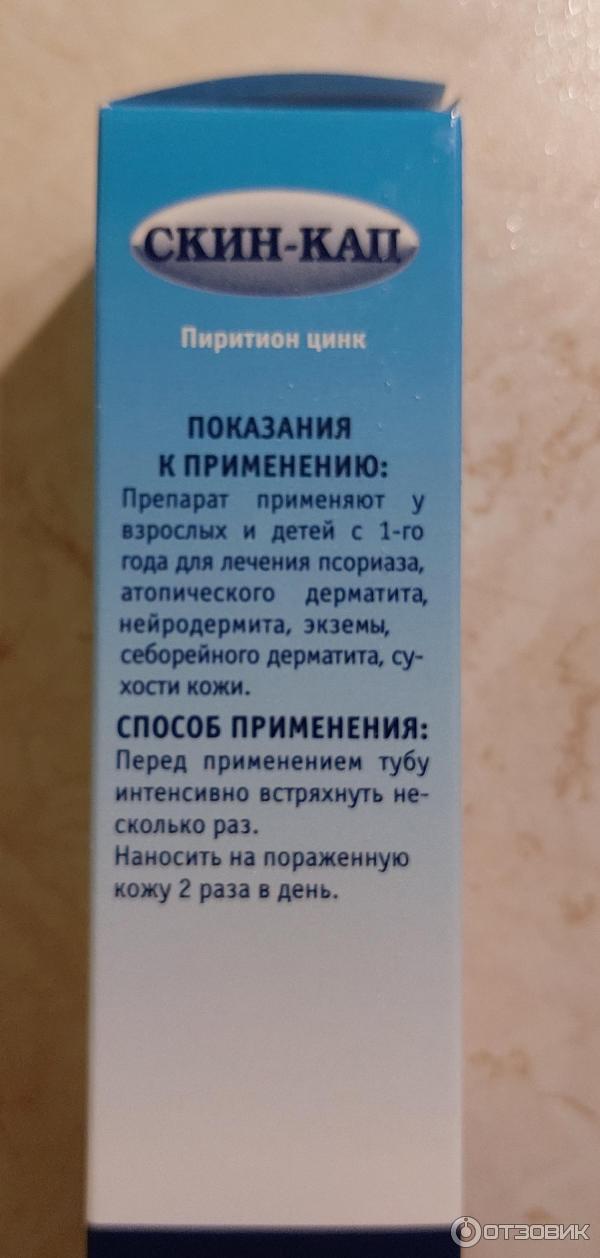 СКИН-КАП
Пиритион цинк
ПОКАЗАНИЯ
К ПРИМЕНЕНИЮ:
Препарат применяют у
взрослых и детей с 1-го
года для лечения псориаза,
атопического дерматита,
нейродермита, экземы,
себорейного дерматита, су-
хости кожи.
СПОСОБ ПРИМЕНЕНИЯ:
Перед применением тубу
интенсивно встряхнуть не-
сколько раз.
Наносить на пораженную
кожу 2 раза в день.
ОТЗОВИК